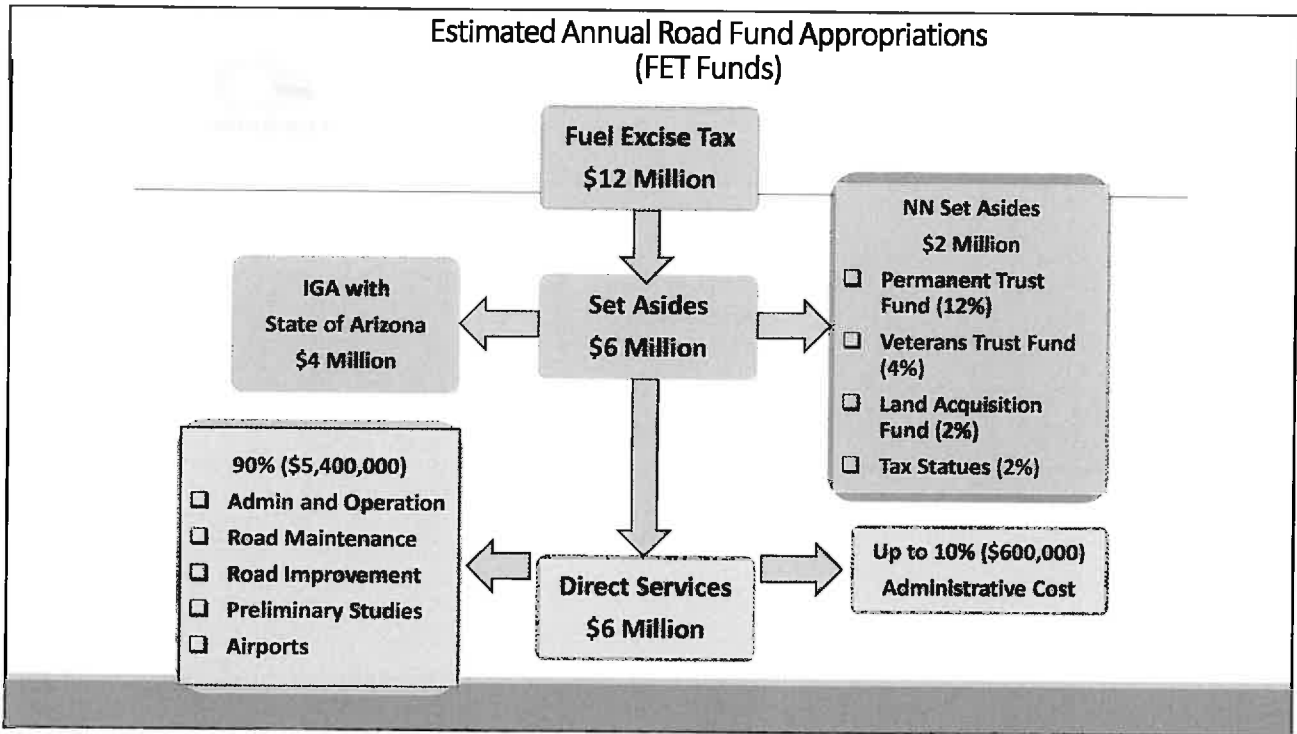 Estimated Annual Road Fund Appropriations
(FET Funds)
Fuel Excise Tax
$12 Million
NN Set Asides
$2 Million
❑ Permanent Trust
Fund (12%)
❑ Veterans Trust Fund
(4%)
❑ Land Acquisition
Fund (2%)
❑ Tax Statues (2%)
IGA with
State of Arizona
$4 Million
Set Asides
$6 Million
90% ($5,400,000)
❑ Admin and Operation
❑ Road Maintenance
❑ Road Improvement
❑ Preliminary Studies
❑ Airports
Direct Services
$6 Million
Up to 10% ($600,000)
Administrative Cost